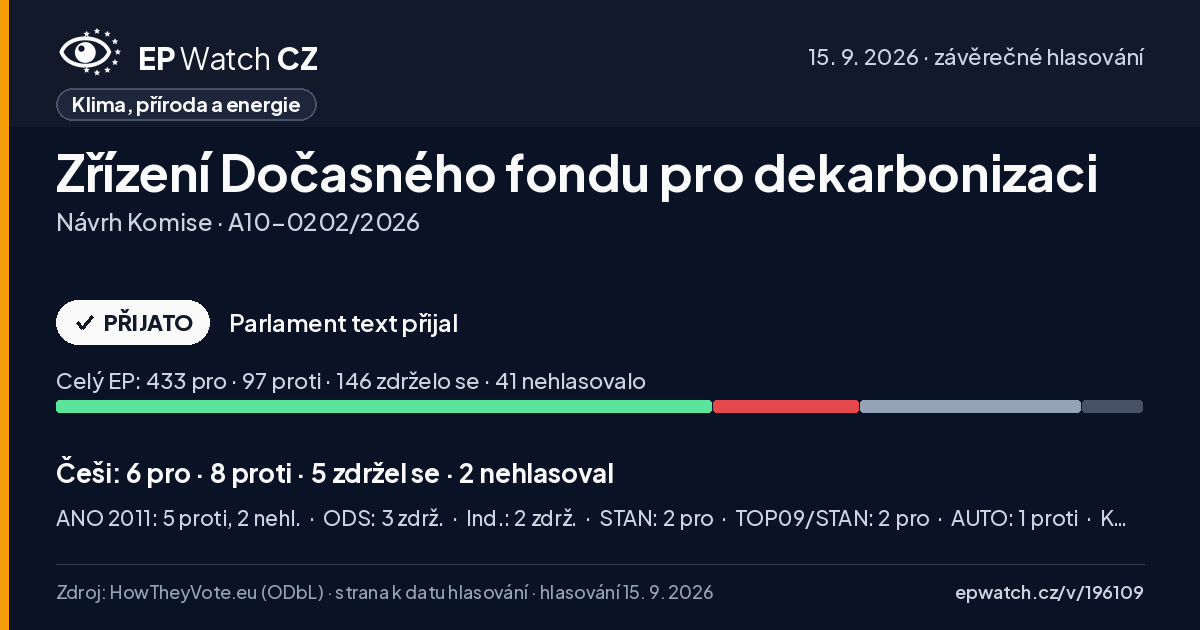 EP Watch CZ
15. 9. 2026 · závěrečné hlasování
Klima, příroda a energie
Zřízení Dočasného fondu pro dekarbonizaci
Návrh Komise · A10–0202/2026
✓ PŘIJATO Parlament text přijal
Celý EP: 433 pro · 97 proti · 146 zdrželo se · 41 nehlasovalo
Češi: 6 pro · 8 proti · 5 zdržel se · 2 nehlasoval
ANO 2011: 5 proti, 2 nehl. · ODS: 3 zdrž. · Ind.: 2 zdrž. · STAN: 2 pro · TOP09/STAN: 2 pro · AUTO: 1 proti · K…
Zdroj: HowTheyVote.eu (ODbL) · strana k datu hlasování · hlasování 15. 9. 2026
epwatch.cz/v/196109